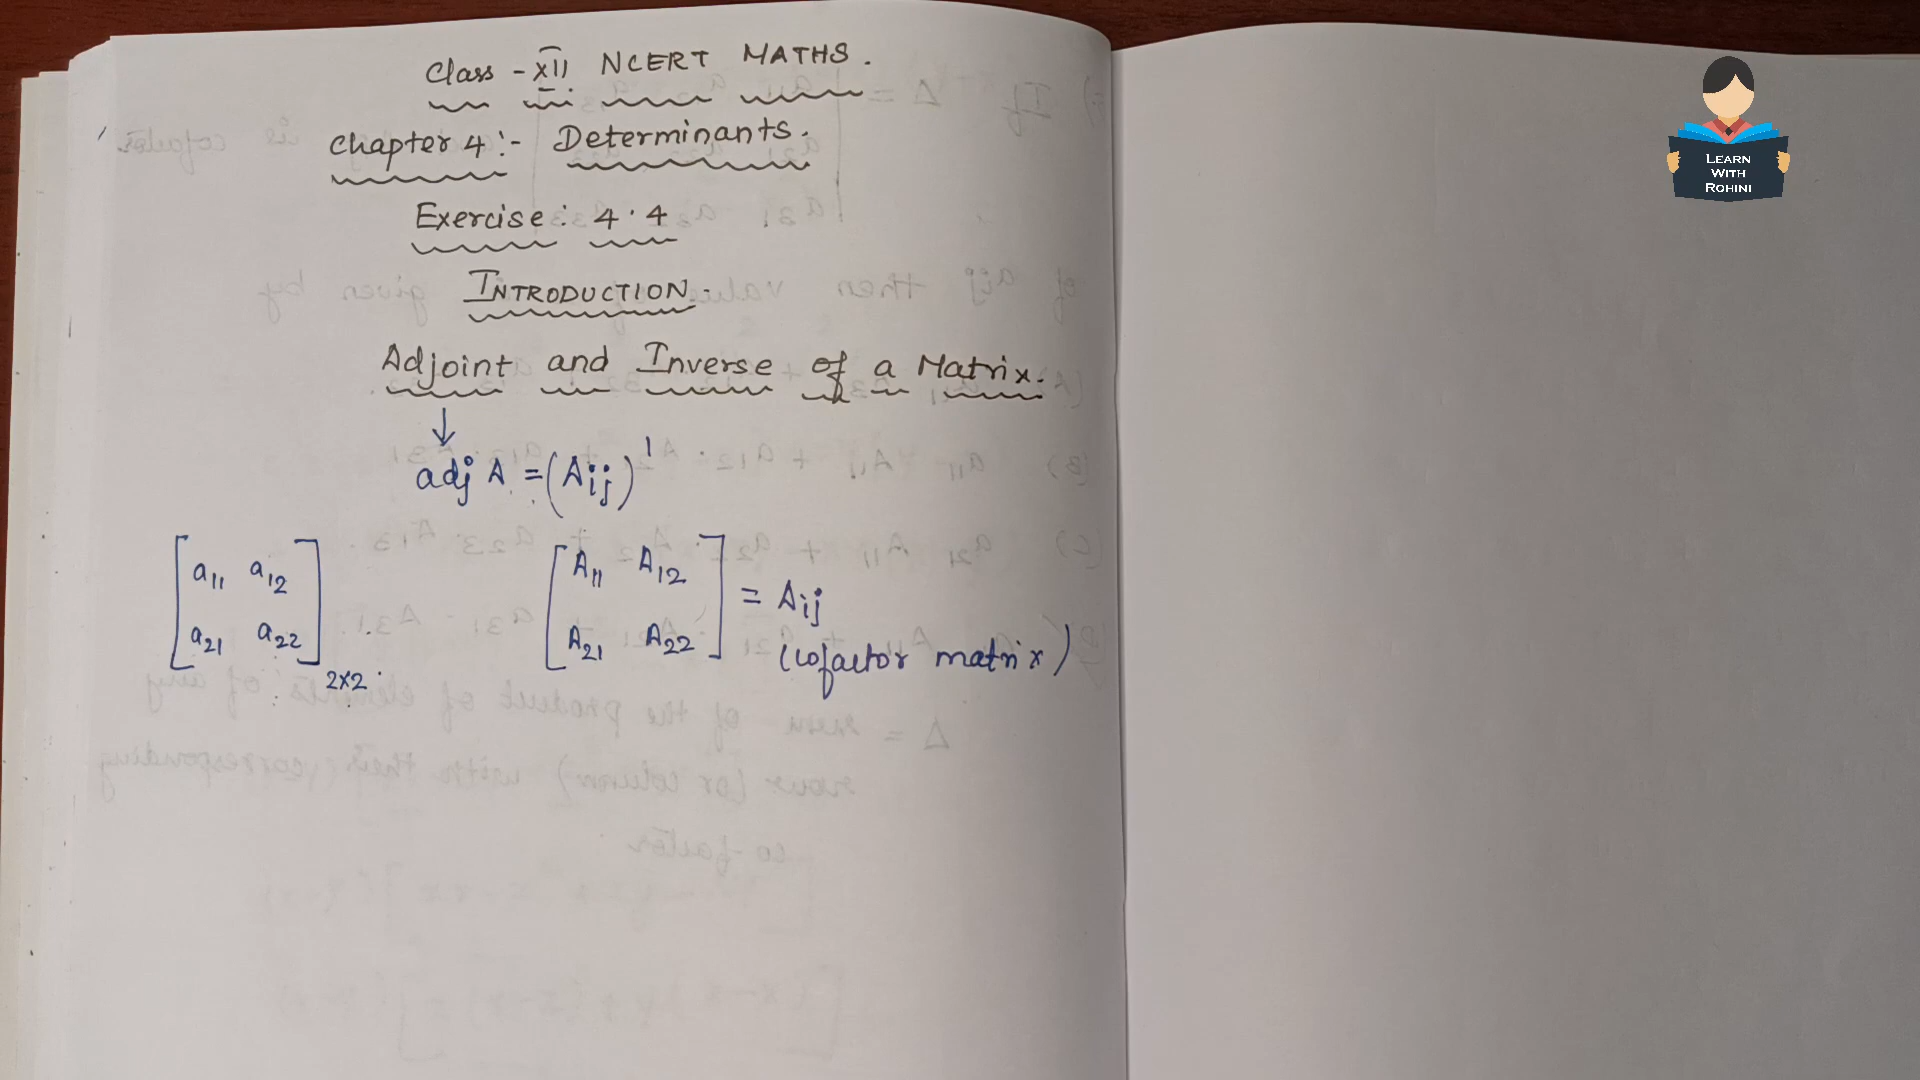 Class - XII NCERT MATHS.
Chapter 4:- Determinants.
Exercise: 4.4
INTRODUCTION.
Adjoint and Inverse of a Matrix.
↓
adj A = (Aij)'
[a11 a12
a21 a22]2x2.
[A11 A12
A21 A22] = Aij
(cofactor matrix)
LEARN
WITH
ROHINI